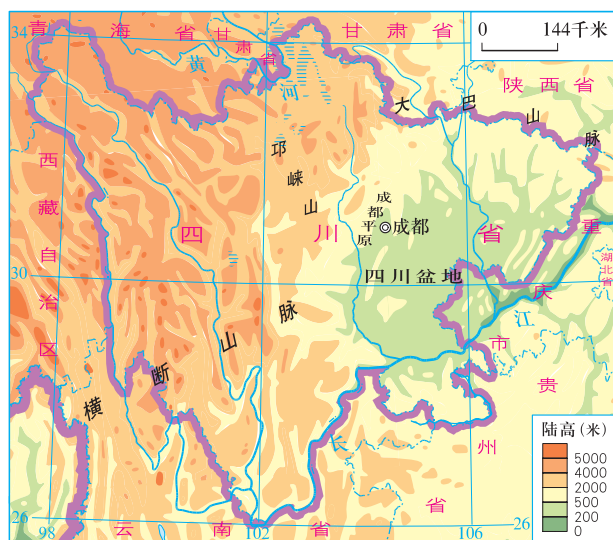 34
青海省
甘肃省
甘肃省
0 144千米
陕西省
黄河
大巴山脉
邛崃山
西藏自治区
四川省
成都平原
成都
重庆市
湖北省
30
四川盆地
横断山脉
长江
贵州省
云南省
26
98
102
106
26
陆高(米)
5000
4000
2000
500
200
0